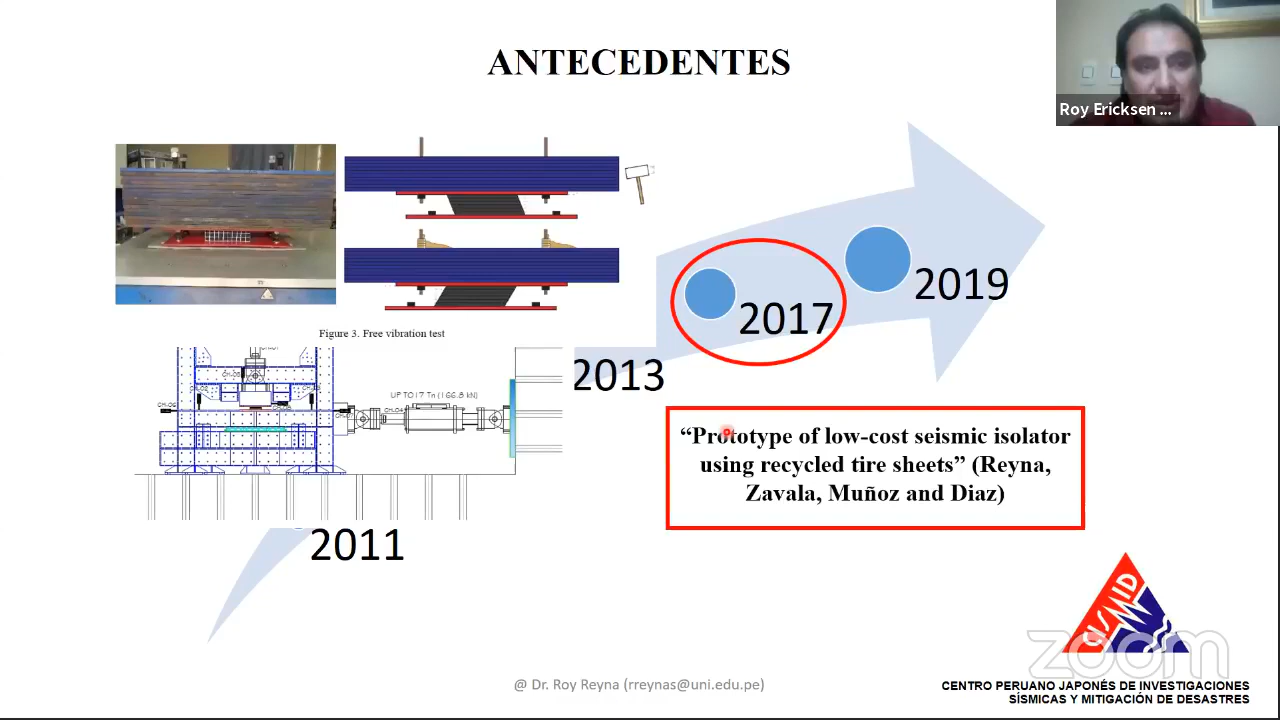 ANTECEDENTES
Roy Ericksen ...
2019
2017
Figure 3. Free vibration test
2013
UP TO17 Tn (166.8 kN)
“Prototype of low-cost seismic isolator
using recycled tire sheets” (Reyna,
Zavala, Muñoz and Diaz)
2011
CISMID
zoom
@ Dr. Roy Reyna (rreynas@uni.edu.pe)
CENTRO PERUANO JAPONÉS DE INVESTIGACIONES
SÍSMICAS Y MITIGACIÓN DE DESASTRES